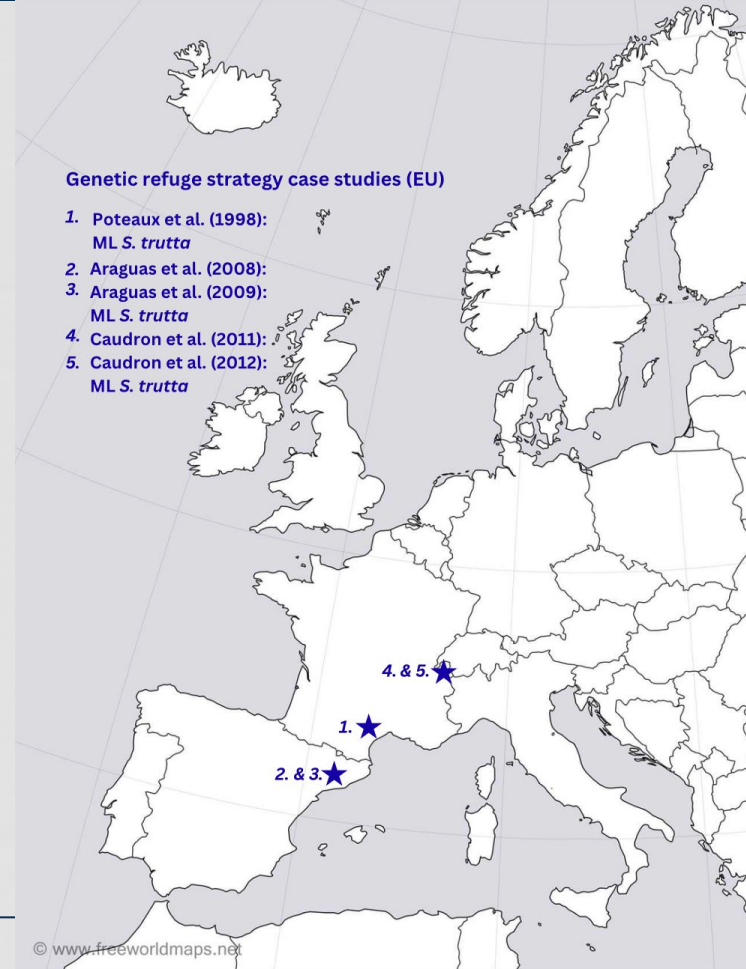 Genetic refuge strategy case studies (EU)
1. Poteaux et al. (1998):
ML S. trutta
2. Araguas et al. (2008):
3. Araguas et al. (2009):
ML S. trutta
4. Caudron et al. (2011):
5. Caudron et al. (2012):
ML S. trutta
4. & 5.
1.
2. & 3.
© www.freeworldmaps.net